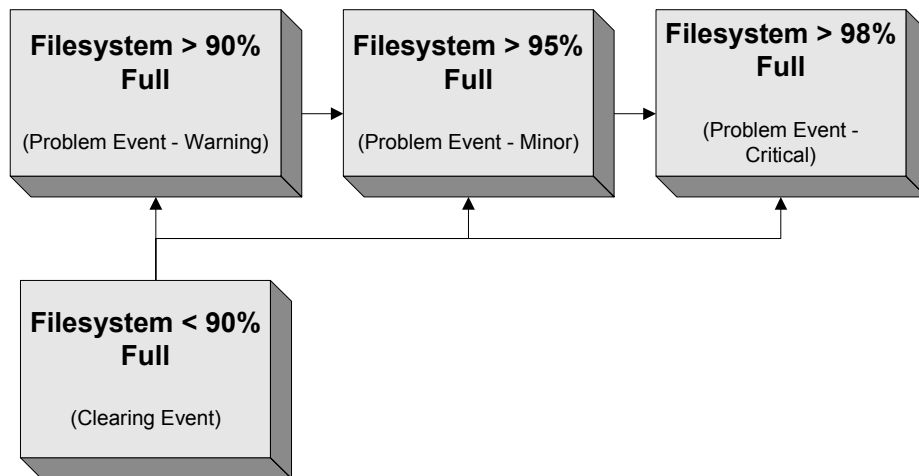 Filesystem > 90%
Full
(Problem Event - Warning)
Filesystem > 95%
Full
(Problem Event - Minor)
Filesystem > 98%
Full
(Problem Event -
Critical)
Filesystem < 90%
Full
(Clearing Event)